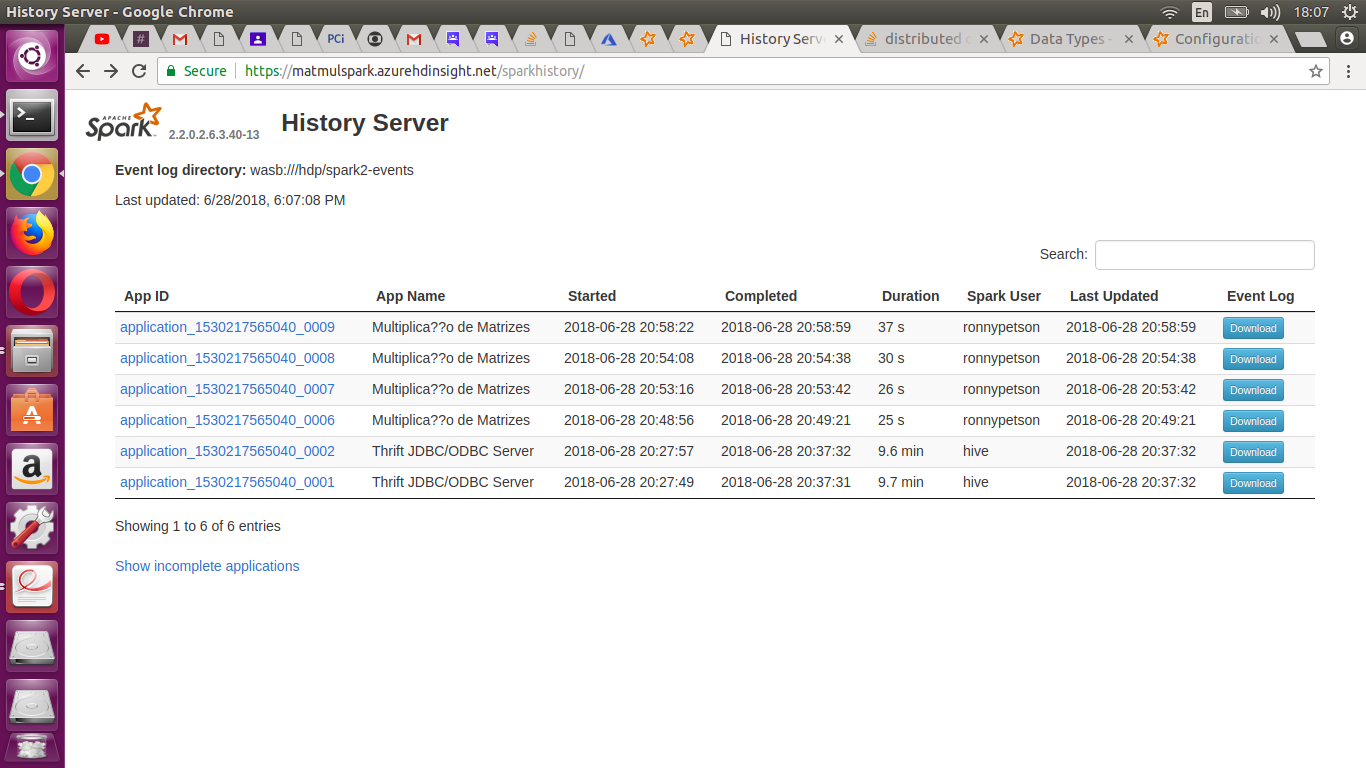 History Server - Google Chrome
En
18:07
#
PCi
History Serv
distributed
Data Types -
Configuratio
Secure
https://matmulspark.azurehdinsight.net/sparkhistory/
APACHE
Spark
2.2.0.2.6.3.40-13
History Server
Event log directory: wasb:///hdp/spark2-events
Last updated: 6/28/2018, 6:07:08 PM
Search:
App ID App Name Started Completed Duration Spark User Last Updated Event Log
application_1530217565040_0009 Multiplica??o de Matrizes 2018-06-28 20:58:22 2018-06-28 20:58:59 37 s ronnypetson 2018-06-28 20:58:59 Download
application_1530217565040_0008 Multiplica??o de Matrizes 2018-06-28 20:54:08 2018-06-28 20:54:38 30 s ronnypetson 2018-06-28 20:54:38 Download
application_1530217565040_0007 Multiplica??o de Matrizes 2018-06-28 20:53:16 2018-06-28 20:53:42 26 s ronnypetson 2018-06-28 20:53:42 Download
application_1530217565040_0006 Multiplica??o de Matrizes 2018-06-28 20:48:56 2018-06-28 20:49:21 25 s ronnypetson 2018-06-28 20:49:21 Download
application_1530217565040_0002 Thrift JDBC/ODBC Server 2018-06-28 20:27:57 2018-06-28 20:37:32 9.6 min hive 2018-06-28 20:37:32 Download
application_1530217565040_0001 Thrift JDBC/ODBC Server 2018-06-28 20:27:49 2018-06-28 20:37:31 9.7 min hive 2018-06-28 20:37:32 Download
Showing 1 to 6 of 6 entries
Show incomplete applications